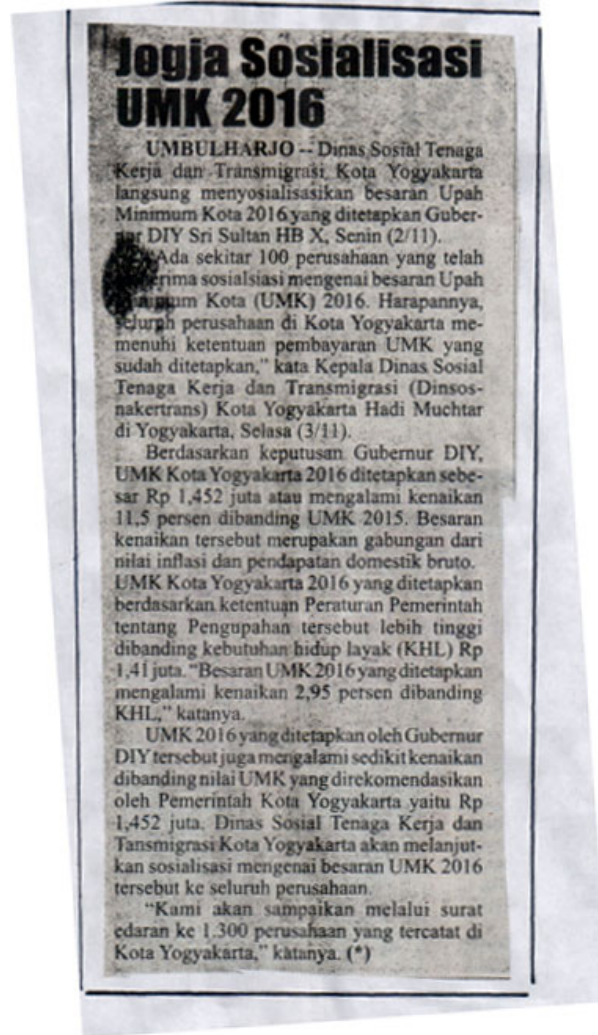 Jogja Sosialisasi
UMK 2016
UMBULHARJO -- Dinas Sosial Tenaga
Kerja dan Transmigrasi Kota Yogyakarta
langsung menyosialisasikan besaran Upah
Minimum Kota 2016 yang ditetapkan Guber-
nur DIY Sri Sultan HB X, Senin (2/11).
"Ada sekitar 100 perusahaan yang telah
menerima sosialsiasi mengenai besaran Upah
Minimum Kota (UMK) 2016. Harapannya,
seluruh perusahaan di Kota Yogyakarta me-
menuhi ketentuan pembayaran UMK yang
sudah ditetapkan," kata Kepala Dinas Sosial
Tenaga Kerja dan Transmigrasi (Dinsos-
nakertrans) Kota Yogyakarta Hadi Muchtar
di Yogyakarta, Selasa (3/11).
Berdasarkan keputusan Gubernur DIY,
UMK Kota Yogyakarta 2016 ditetapkan sebe-
sar Rp 1,452 juta atau mengalami kenaikan
11,5 persen dibanding UMK 2015. Besaran
kenaikan tersebut merupakan gabungan dari
nilai inflasi dan pendapatan domestik bruto.
UMK Kota Yogyakarta 2016 yang ditetapkan
berdasarkan ketentuan Peraturan Pemerintah
tentang Pengupahan tersebut lebih tinggi
dibanding kebutuhan hidup layak (KHL) Rp
1,41 juta. "Besaran UMK 2016 yang ditetapkan
mengalami kenaikan 2,95 persen dibanding
KHL," katanya.
UMK 2016 yang ditetapkan oleh Gubernur
DIY tersebut juga mengalami sedikit kenaikan
dibanding nilai UMK yang direkomendasikan
oleh Pemerintah Kota Yogyakarta yaitu Rp
1,452 juta. Dinas Sosial Tenaga Kerja dan
Tansmigrasi Kota Yogyakarta akan melanjut-
kan sosialisasi mengenai besaran UMK 2016
tersebut ke seluruh perusahaan.
"Kami akan sampaikan melalui surat
edaran ke 1.300 perusahaan yang tercatat di
Kota Yogyakarta," katanya. (*)